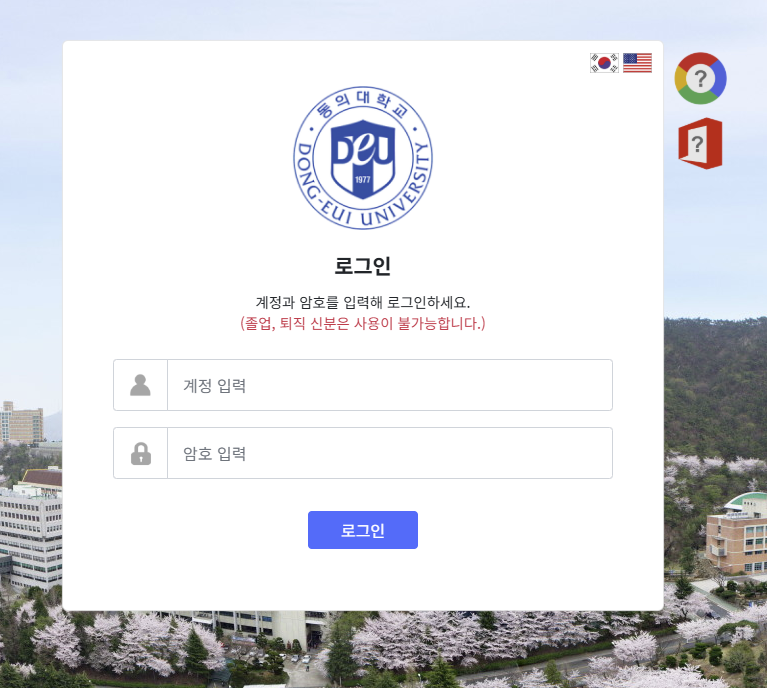 동의대학교
DEU
1977
DONG-EUI UNIVERSITY
?
?
로그인
계정과 암호를 입력해 로그인하세요.
(졸업, 퇴직 신분은 사용이 불가능합니다.)
계정 입력
암호 입력
로그인